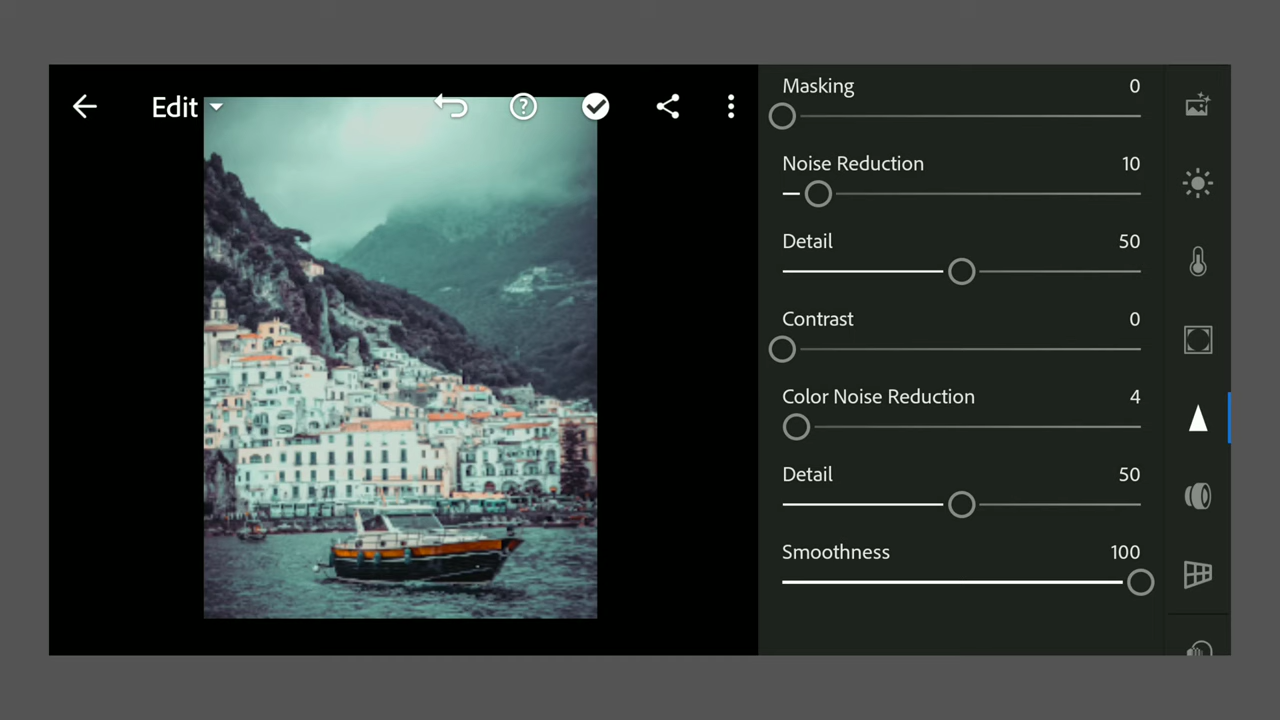 Edit
Masking 0
Noise Reduction 10
Detail 50
Contrast 0
Color Noise Reduction 4
Detail 50
Smoothness 100